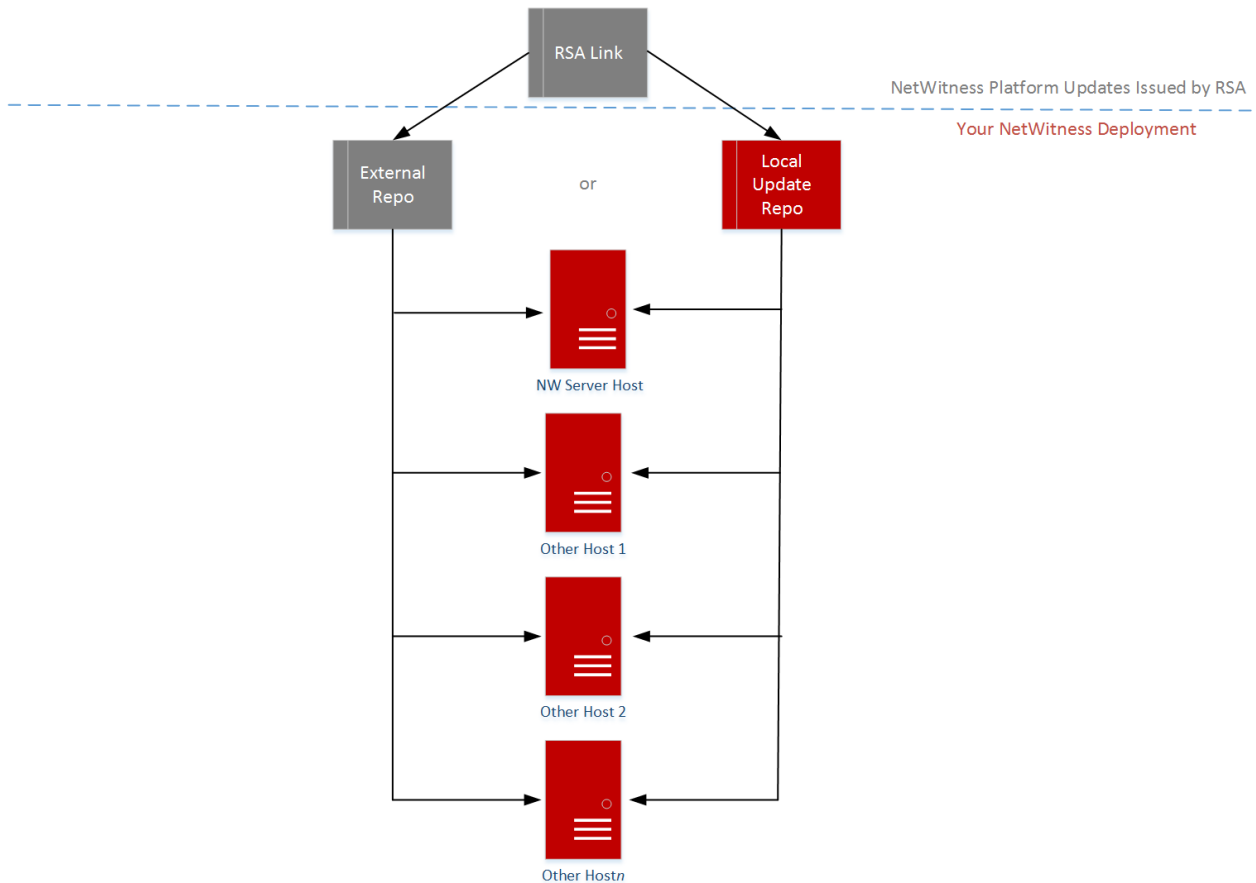 RSA Link
NetWitness Platform Updates Issued by RSA
Your NetWitness Deployment
External
Repo
or
Local
Update
Repo
NW Server Host
Other Host 1
Other Host 2
Other Hostn